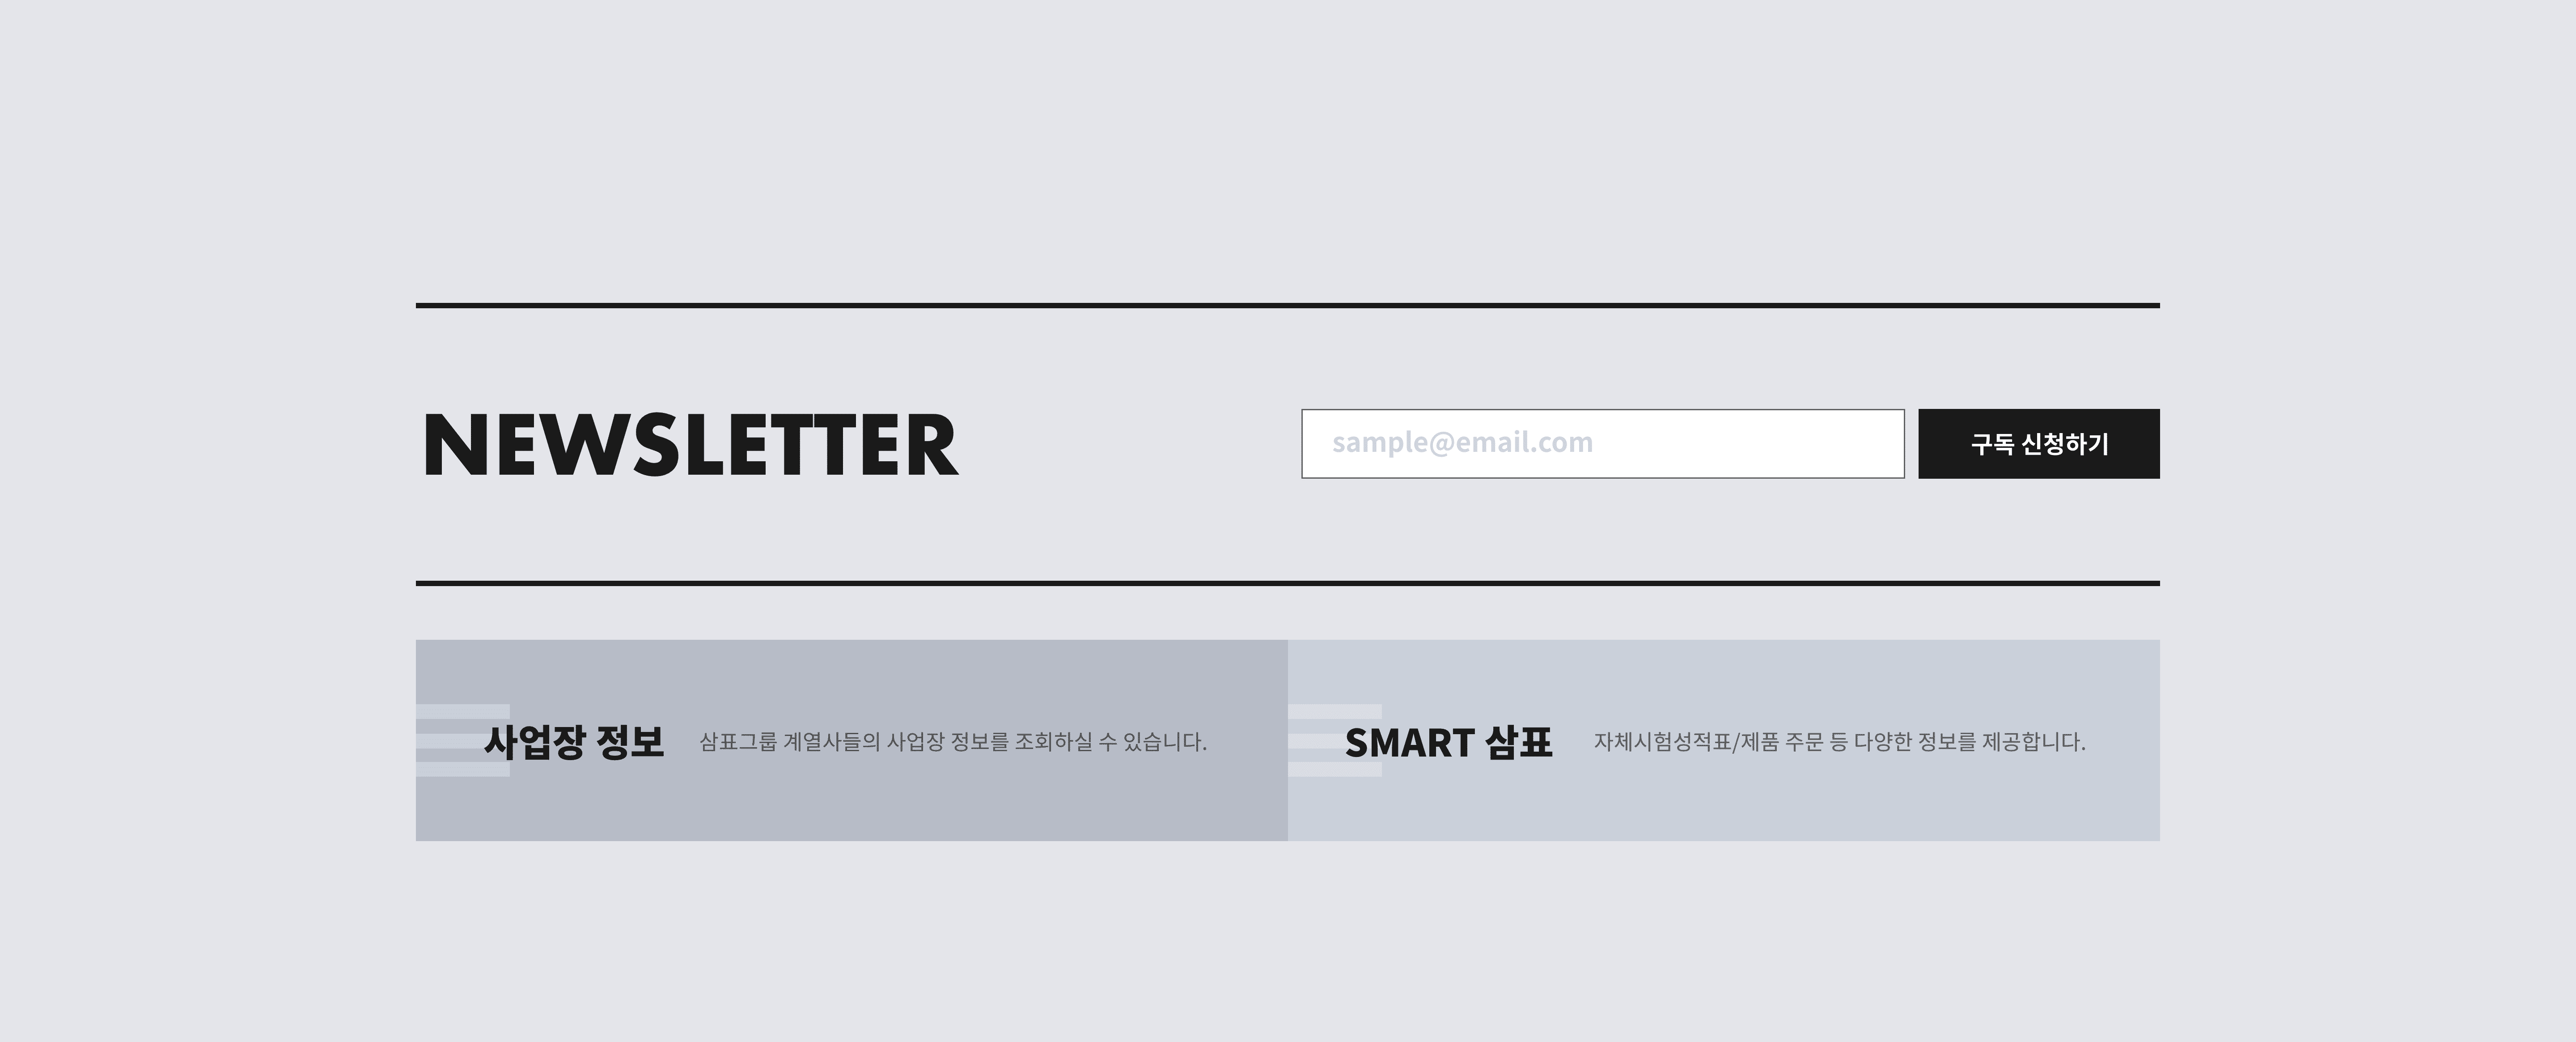 NEWSLETTER
sample@email.com
구독 신청하기
사업장 정보
삼표그룹 계열사들의 사업장 정보를 조회하실 수 있습니다.
SMART 삼표
자체시험성적표/제품 주문 등 다양한 정보를 제공합니다.